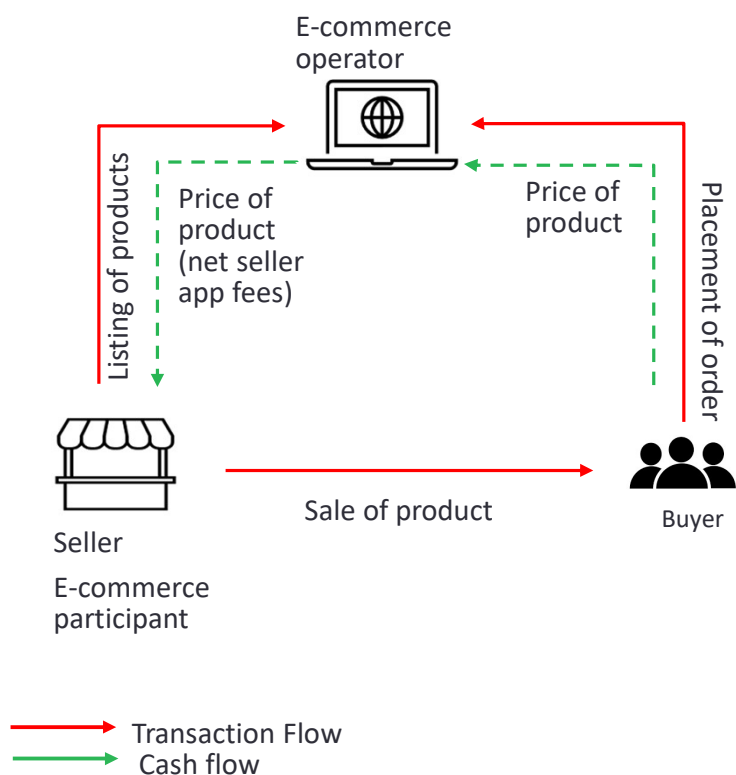 E-commerce
operator
Listing of products
Price of
product
(net seller
app fees)
Price of
product
Placement of order
Sale of product
Seller
E-commerce
participant
Buyer
Transaction Flow
Cash flow